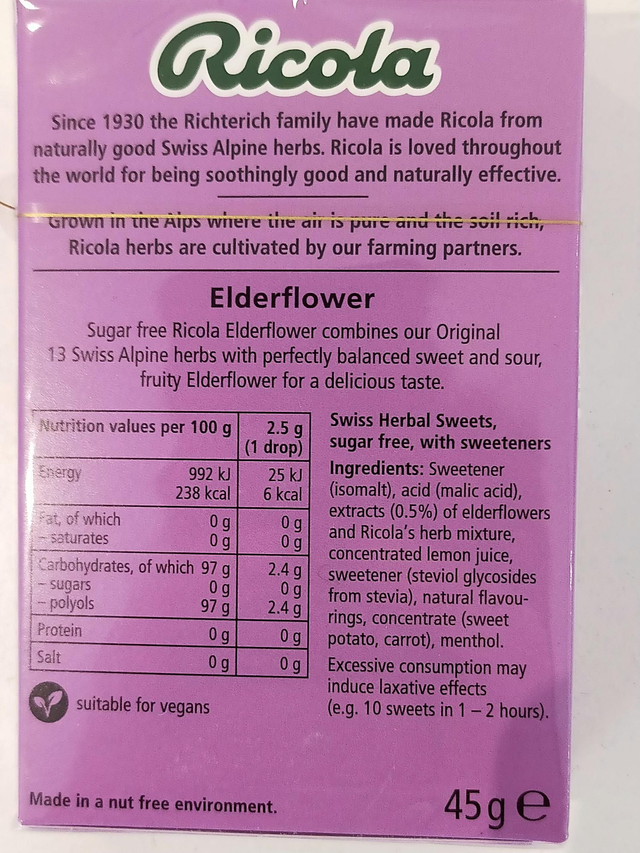 Ricola
Since 1930 the Richterich family have made Ricola from
naturally good Swiss Alpine herbs. Ricola is loved throughout
the world for being soothingly good and naturally effective.
Grown in the Alps where the air is pure and the soil rich,
Ricola herbs are cultivated by our farming partners.
Elderflower
Sugar free Ricola Elderflower combines our Original
13 Swiss Alpine herbs with perfectly balanced sweet and sour,
fruity Elderflower for a delicious taste.
Nutrition values per 100 g 2.5 g
(1 drop)
Energy 992 kJ 25 kJ
238 kcal 6 kcal
Fat, of which 0 g 0 g
– saturates 0 g 0 g
Carbohydrates, of which 97 g 2.4 g
– sugars 0 g 0 g
– polyols 97 g 2.4 g
Protein 0 g 0 g
Salt 0 g 0 g
suitable for vegans
Swiss Herbal Sweets,
sugar free, with sweeteners
Ingredients: Sweetener
(isomalt), acid (malic acid),
extracts (0.5%) of elderflowers
and Ricola's herb mixture,
concentrated lemon juice,
sweetener (steviol glycosides
from stevia), natural flavou-
rings, concentrate (sweet
potato, carrot), menthol.
Excessive consumption may
induce laxative effects
(e.g. 10 sweets in 1 – 2 hours).
Made in a nut free environment.
45 g ℮